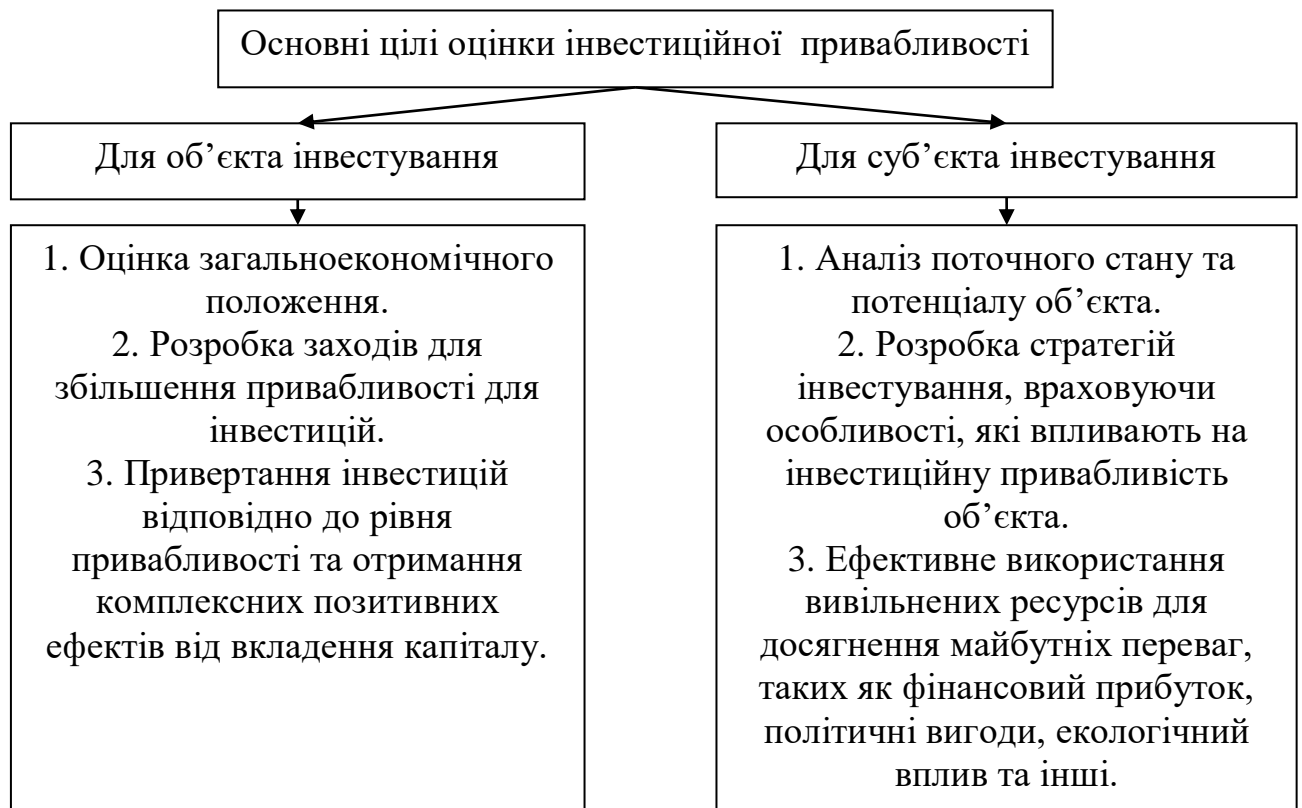 Основні цілі оцінки інвестиційної привабливості
Для об’єкта інвестування
1. Оцінка загальноекономічного
положення.
2. Розробка заходів для
збільшення привабливості для
інвестицій.
3. Привертання інвестицій
відповідно до рівня
привабливості та отримання
комплексних позитивних
ефектів від вкладення капіталу.
Для суб’єкта інвестування
1. Аналіз поточного стану та
потенціалу об’єкта.
2. Розробка стратегій
інвестування, враховуючи
особливості, які впливають на
інвестиційну привабливість
об’єкта.
3. Ефективне використання
вивільнених ресурсів для
досягнення майбутніх переваг,
таких як фінансовий прибуток,
політичні вигоди, екологічний
вплив та інші.